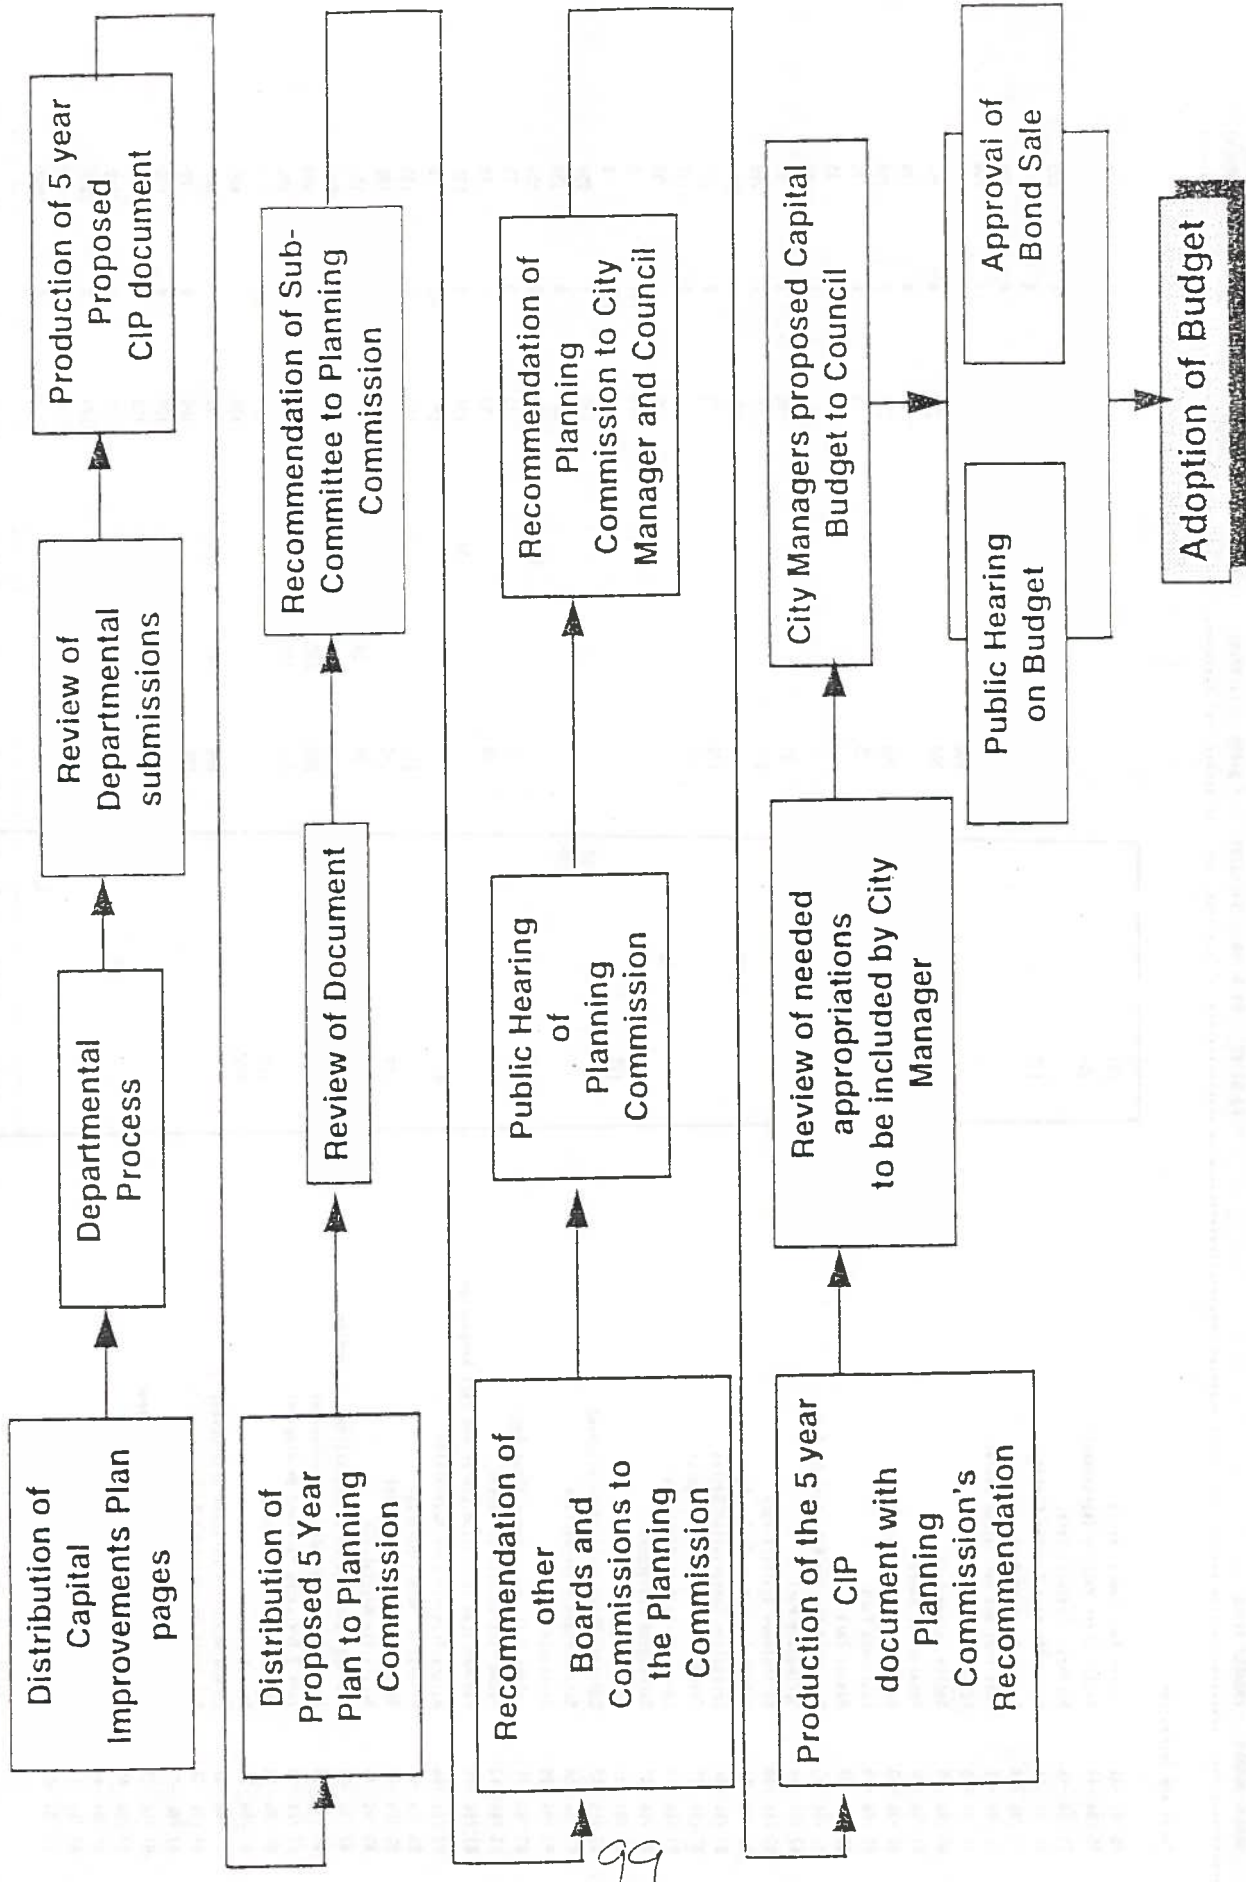 Distribution of
Capital
Improvements Plan
pages
Departmental
Process
Review of
Departmental
submissions
Production of 5 year
Proposed
CIP document
Distribution of
Proposed 5 Year
Plan to Planning
Commission
Review of Document
Recommendation of Sub-
Committee to Planning
Commission
Recommendation of
other
Boards and
Commissions to
the Planning
Commission
Public Hearing
of
Planning
Commission
Recommendation of
Planning
Commission to City
Manager and Council
Production of the 5 year
CIP
document with
Planning
Commission's
Recommendation
Review of needed
appropriations
to be included by City
Manager
City Managers proposed Capital
Budget to Council
Public Hearing
on Budget
Approval of
Bond Sale
Adoption of Budget
99